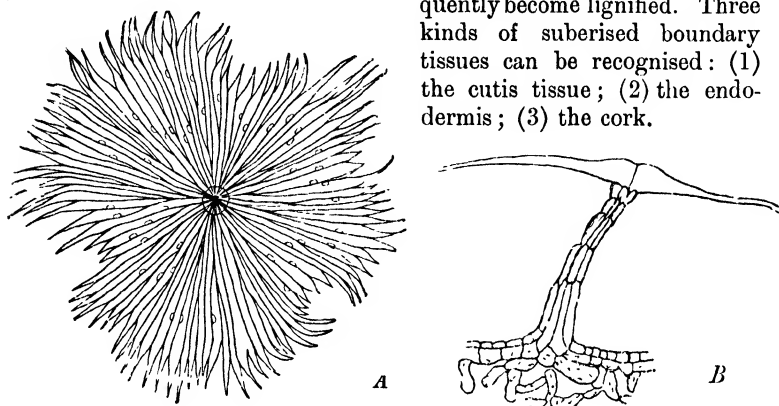 quently become lignified. Three
kinds of suberised boundary
tissues can be recognised: (1)
the cutis tissue; (2) the endo-
dermis; (3) the cork.
A
B